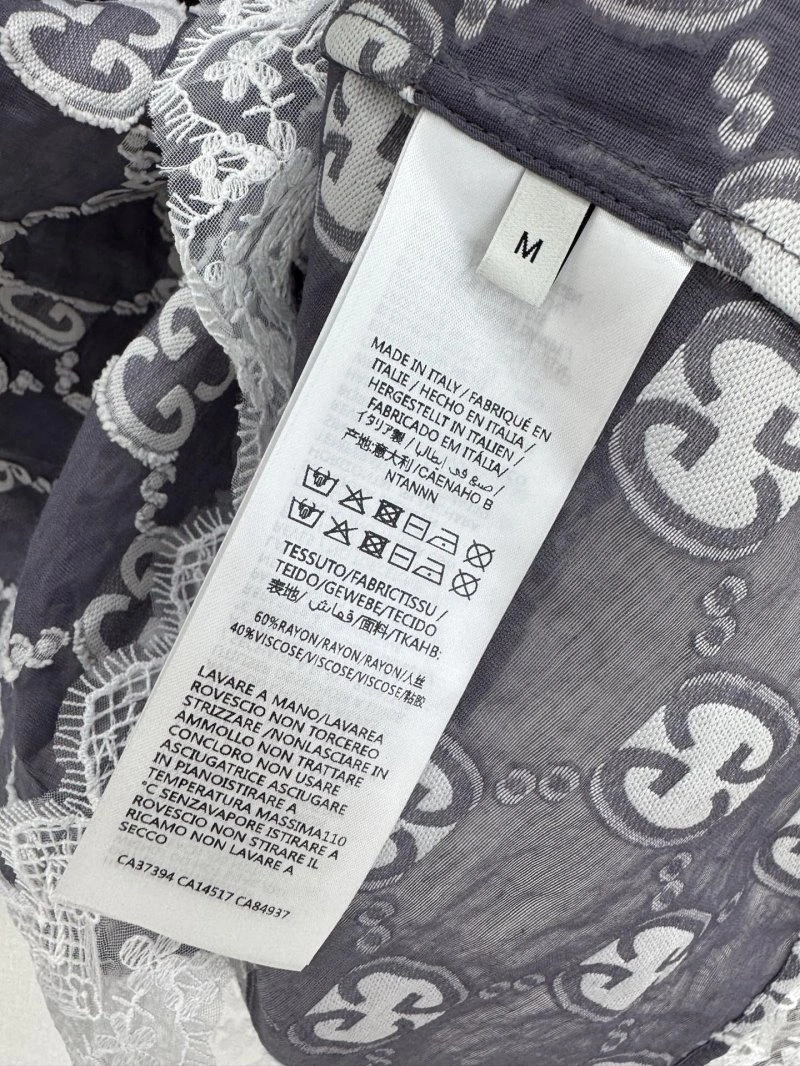 M
MADE IN ITALY/FABRIQUÉ EN
ITALIE / HECHO EN ITALIA /
HERGESTELLT IN ITALIEN /
FABRICADO EM ITÁLIA/
イタリア製 / صنع في إيطاليا /
产地:意大利/CAENAHO B
NTANNN
TESSUTO/FABRICTISSU/
TEIDO/GEWEBE/TECIDO
表地/ قماش /面料/TKAHB:
60%RAYON/RAYON/RAYON/人丝
40%VISCOSE/VISCOSE/VISCOSE/粘胶
LAVARE A MANO/LAVAREA
ROVESCIO NON TORCEREO
STRIZZARE /NONLASCIARE IN
AMMOLLO NON TRATTARE
CONCLORO NON USARE
ASCIUGATRICE ASCIUGARE
IN PIANOISTIRARE A
TEMPERATURA MASSIMA110
°C SENZAVAPORE ISTIRARE A
ROVESCIO NON STIRARE IL
RICAMO NON LAVARE A
SECCO
CA37394 CA14517 CA84937